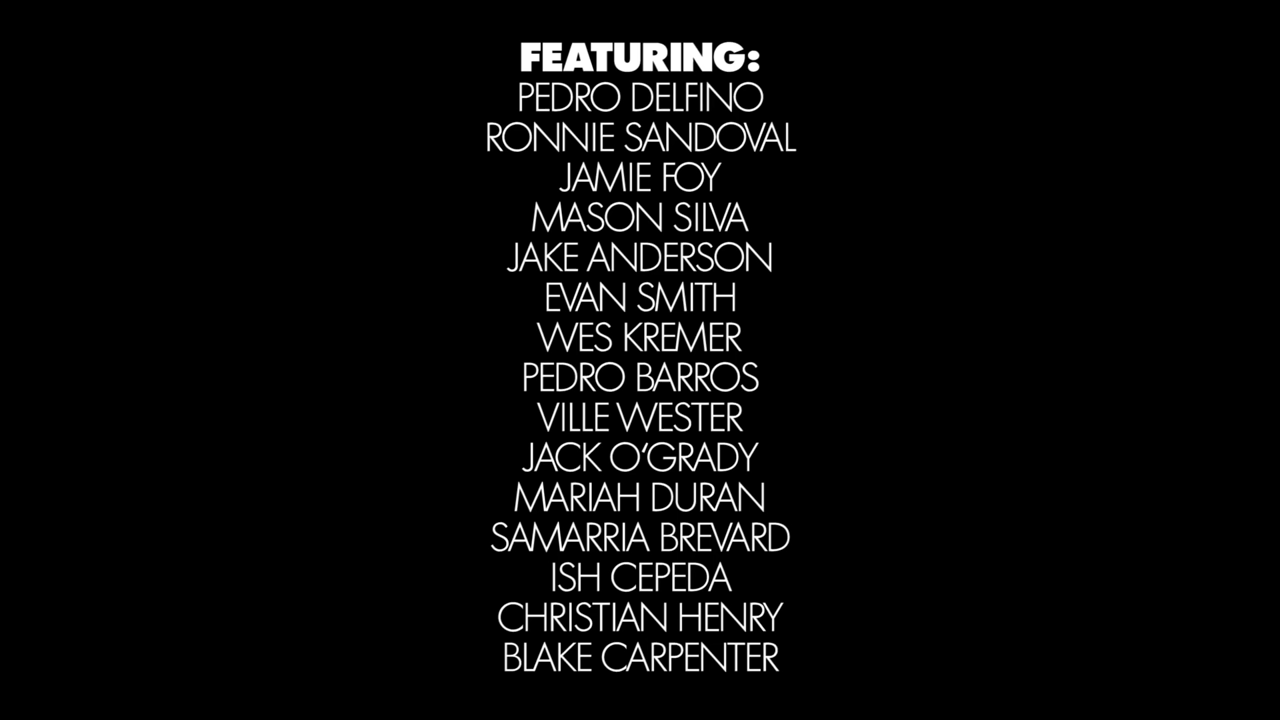 FEATURING:
PEDRO DELFINO
RONNIE SANDOVAL
JAMIE FOY
MASON SILVA
JAKE ANDERSON
EVAN SMITH
WES KREMER
PEDRO BARROS
VILLE WESTER
JACK O‘GRADY
MARIAH DURAN
SAMARRIA BREVARD
ISH CEPEDA
CHRISTIAN HENRY
BLAKE CARPENTER